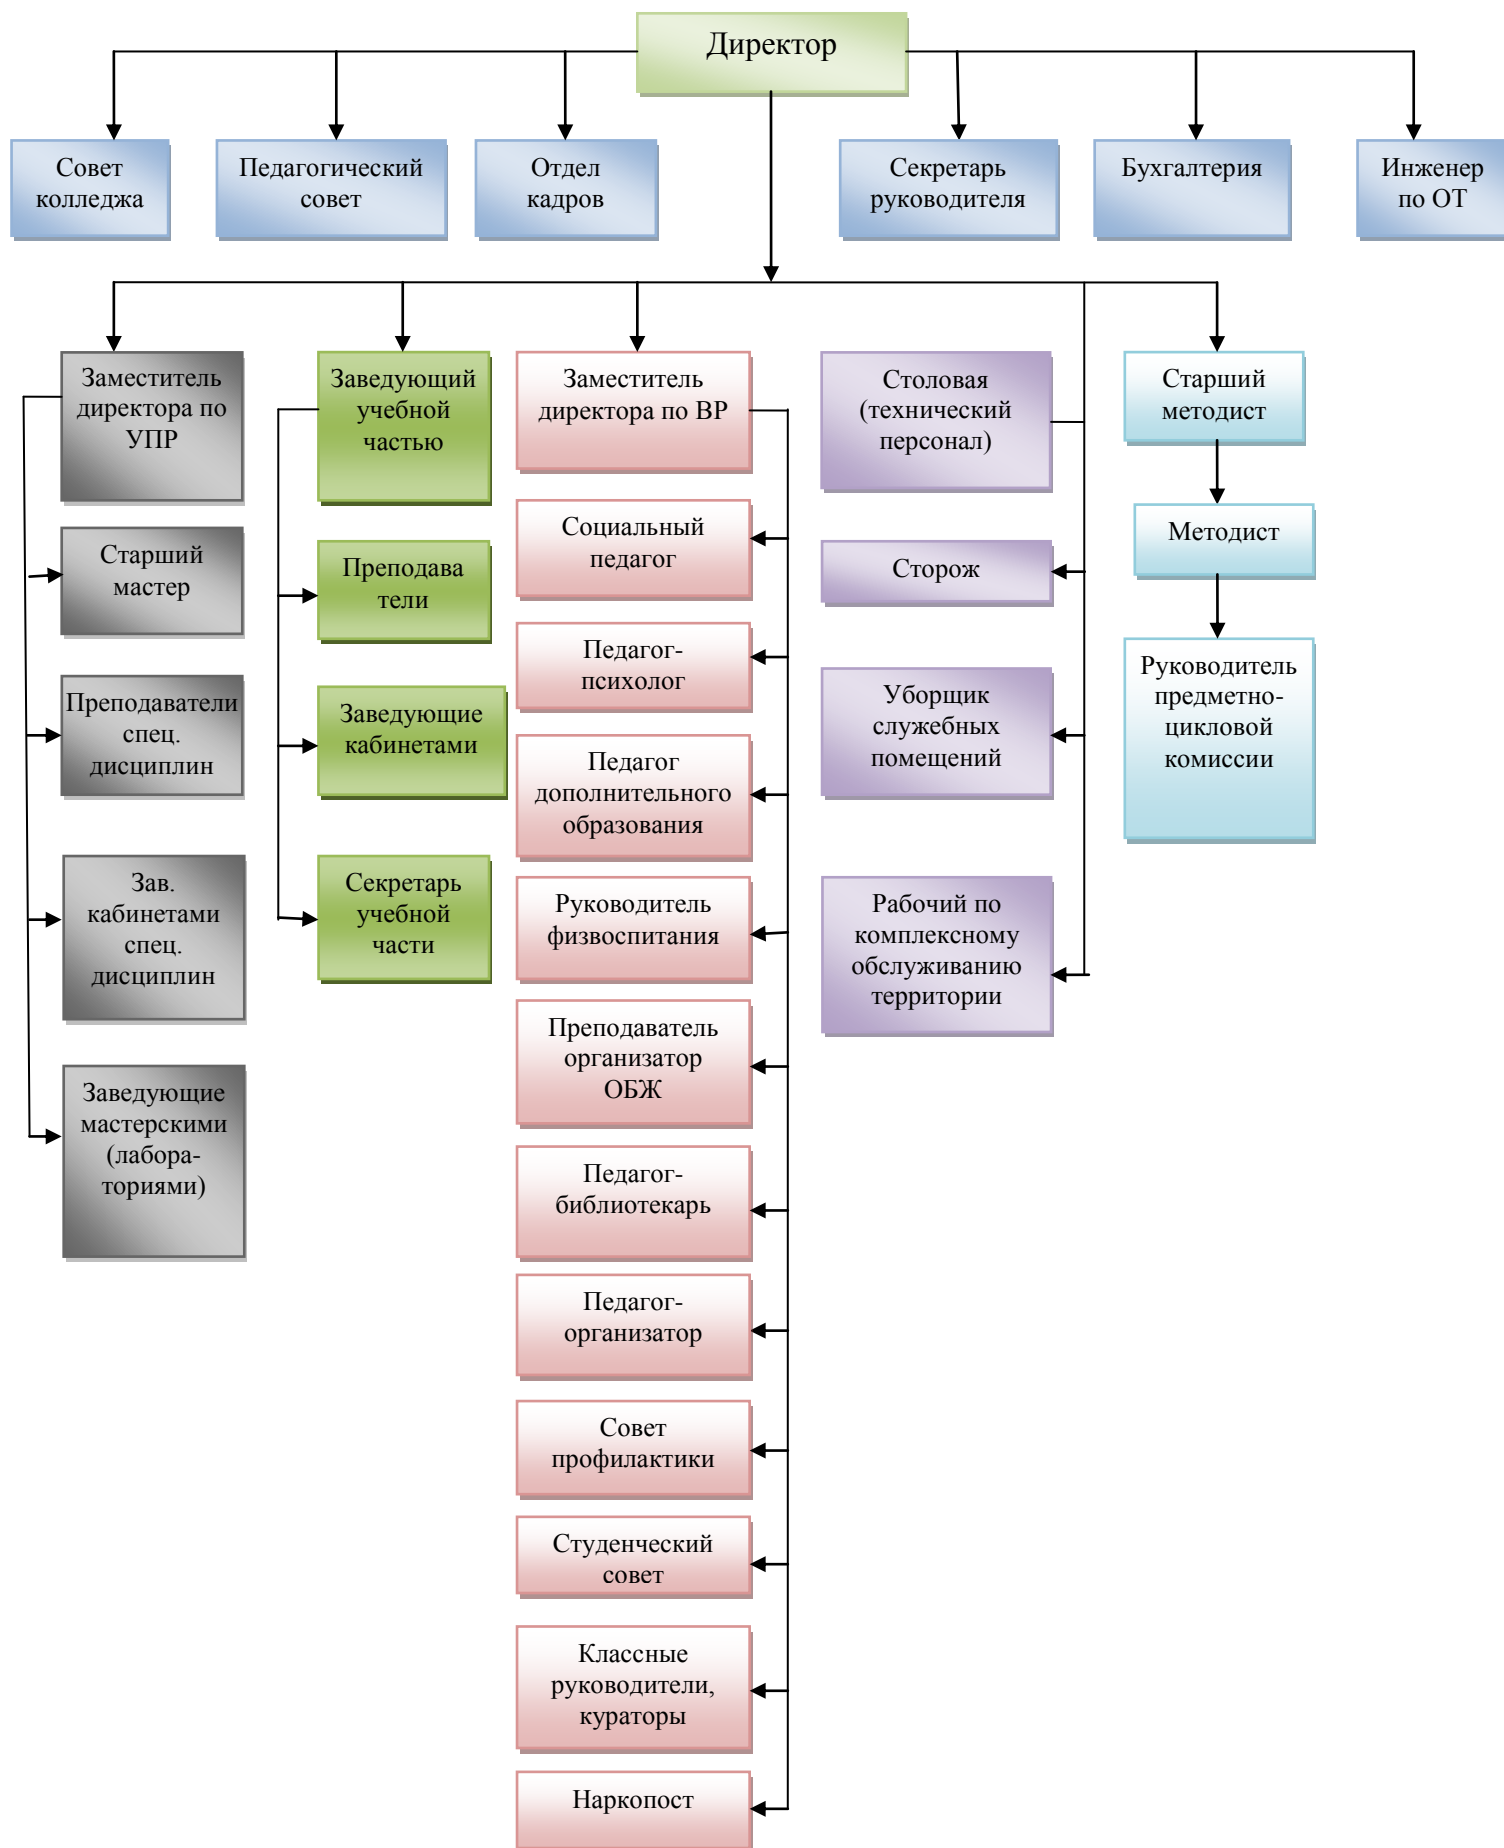 Директор
Совет
колледжа
Педагогический
совет
Отдел
кадров
Секретарь
руководителя
Бухгалтерия
Инженер
по ОТ
Заместитель
директора по
УПР
Старший
мастер
Преподаватели
спец.
дисциплин
Зав.
кабинетами
спец.
дисциплин
Заведующие
мастерскими
(лабора-
ториями)
Заведующий
учебной
частью
Преподава
тели
Заведующие
кабинетами
Секретарь
учебной
части
Заместитель
директора по ВР
Социальный
педагог
Педагог-
психолог
Педагог
дополнительного
образования
Руководитель
физвоспитания
Преподаватель
организатор
ОБЖ
Педагог-
библиотекарь
Педагог-
организатор
Совет
профилактики
Студенческий
совет
Классные
руководители,
кураторы
Наркопост
Столовая
(технический
персонал)
Сторож
Уборщик
служебных
помещений
Рабочий по
комплексному
обслуживанию
территории
Старший
методист
Методист
Руководитель
предметно-
цикловой
комиссии